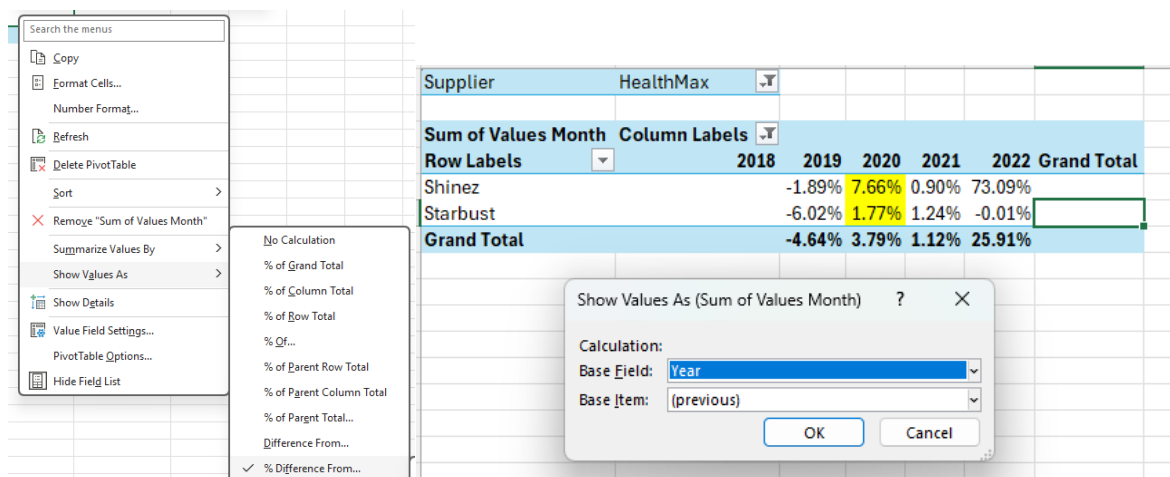 Search the menus
Copy
Format Cells...
Number Format...
Refresh
Delete PivotTable
Sort
Remove "Sum of Values Month"
Summarize Values By
Show Values As
Show Details
Value Field Settings...
PivotTable Options...
Hide Field List
No Calculation
% of Grand Total
% of Column Total
% of Row Total
% Of...
% of Parent Row Total
% of Parent Column Total
% of Parent Total...
Difference From...
% Difference From...
Supplier HealthMax
Sum of Values Month Column Labels
Row Labels 2018 2019 2020 2021 2022 Grand Total
Shinez -1.89% 7.66% 0.90% 73.09%
Starbust -6.02% 1.77% 1.24% -0.01%
Grand Total -4.64% 3.79% 1.12% 25.91%
Show Values As (Sum of Values Month) ?
Calculation:
Base Field: Year
Base Item: (previous)
OK Cancel